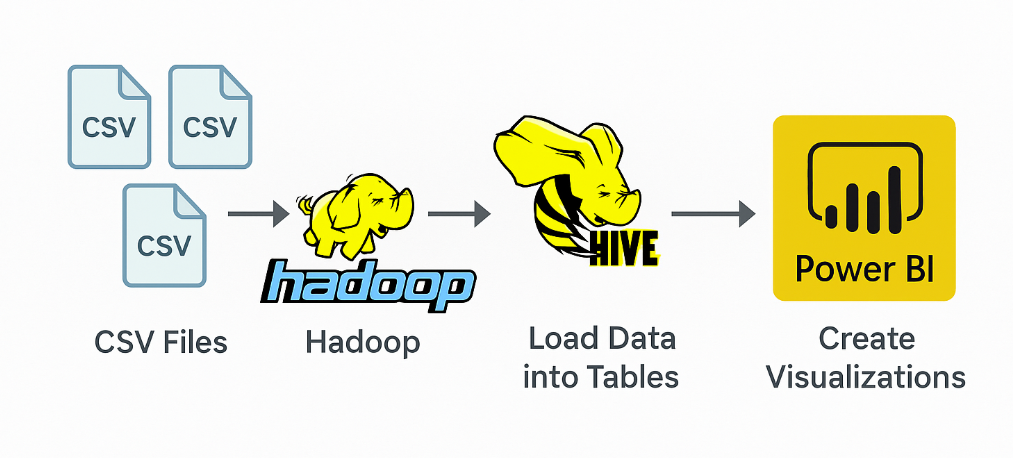 CSV
CSV
CSV
hadoop
HIVE
Power BI
CSV Files
Hadoop
Load Data
into Tables
Create
Visualizations